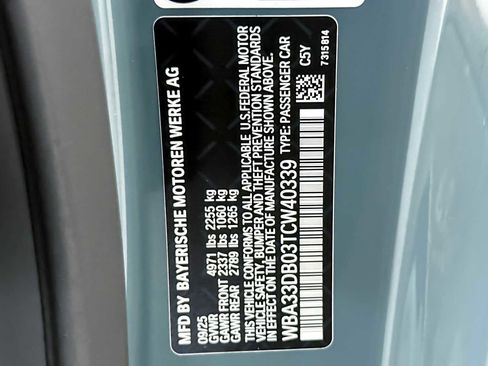 MFD BY BAYERISCHE MOTOREN WERKE AG
09/25
GVWR 4971 lbs 2255 kg
GAWR FRONT 2337 lbs 1060 kg
GAWR REAR 2789 lbs 1265 kg
THIS VEHICLE CONFORMS TO ALL APPLICABLE U.S. FEDERAL MOTOR
VEHICLE SAFETY, BUMPER AND THEFT PREVENTION STANDARDS
IN EFFECT ON THE DATE OF MANUFACTURE SHOWN ABOVE.
WBA33DB03TCW40339 TYPE: PASSENGER CAR
C5Y
7315814